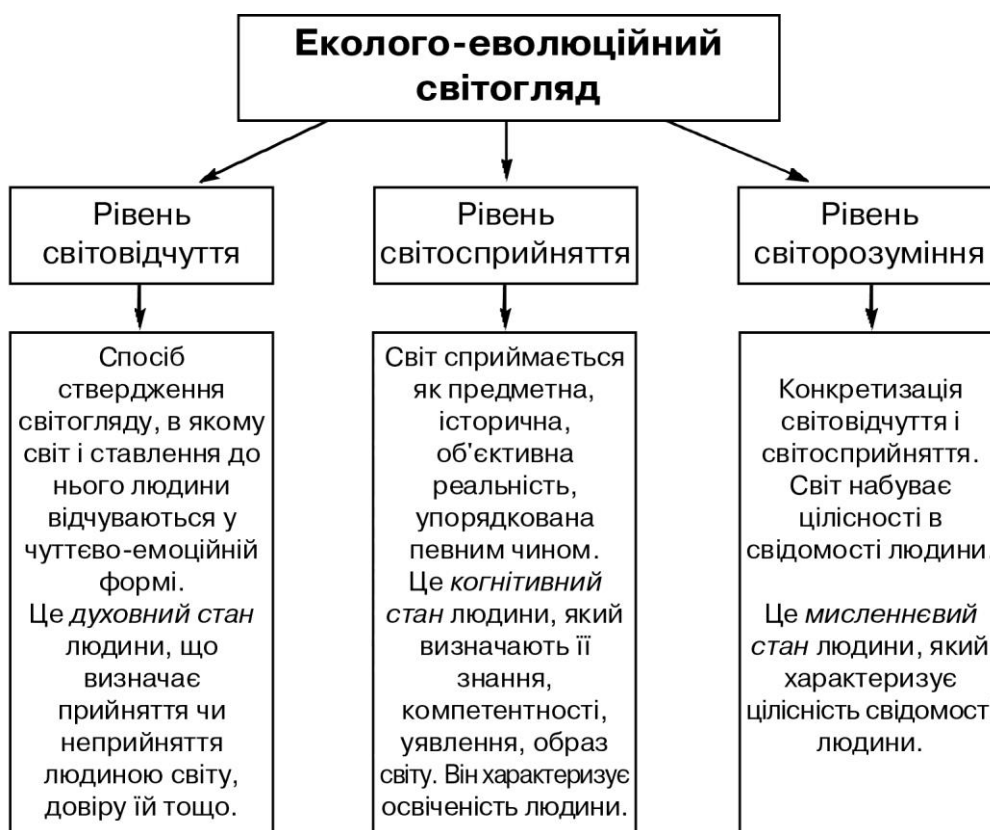 Еколого-еволюційний
світогляд
Рівень
світовідчуття
Спосіб
ствердження
світогляду, в якому
світ і ставлення до
нього людини
відчуваються у
чуттєво-емоційній
формі.
Це духовний стан
людини, що
визначає
прийняття чи
неприйняття
людиною світу,
довіру їй тощо.
Рівень
світосприйняття
Світ сприймається
як предметна,
історична,
об'єктивна
реальність,
упорядкована
певним чином.
Це когнітивний
стан людини, який
визначають її
знання,
компетентності,
уявлення, образ
світу. Він характеризує
освіченість людини.
Рівень
світорозуміння
Конкретизація
світовідчуття і
світосприйняття.
Світ набуває
цілісності в
свідомості людини.
Це мисленнєвий
стан людини, який
характеризує
цілісність свідомост
людини.